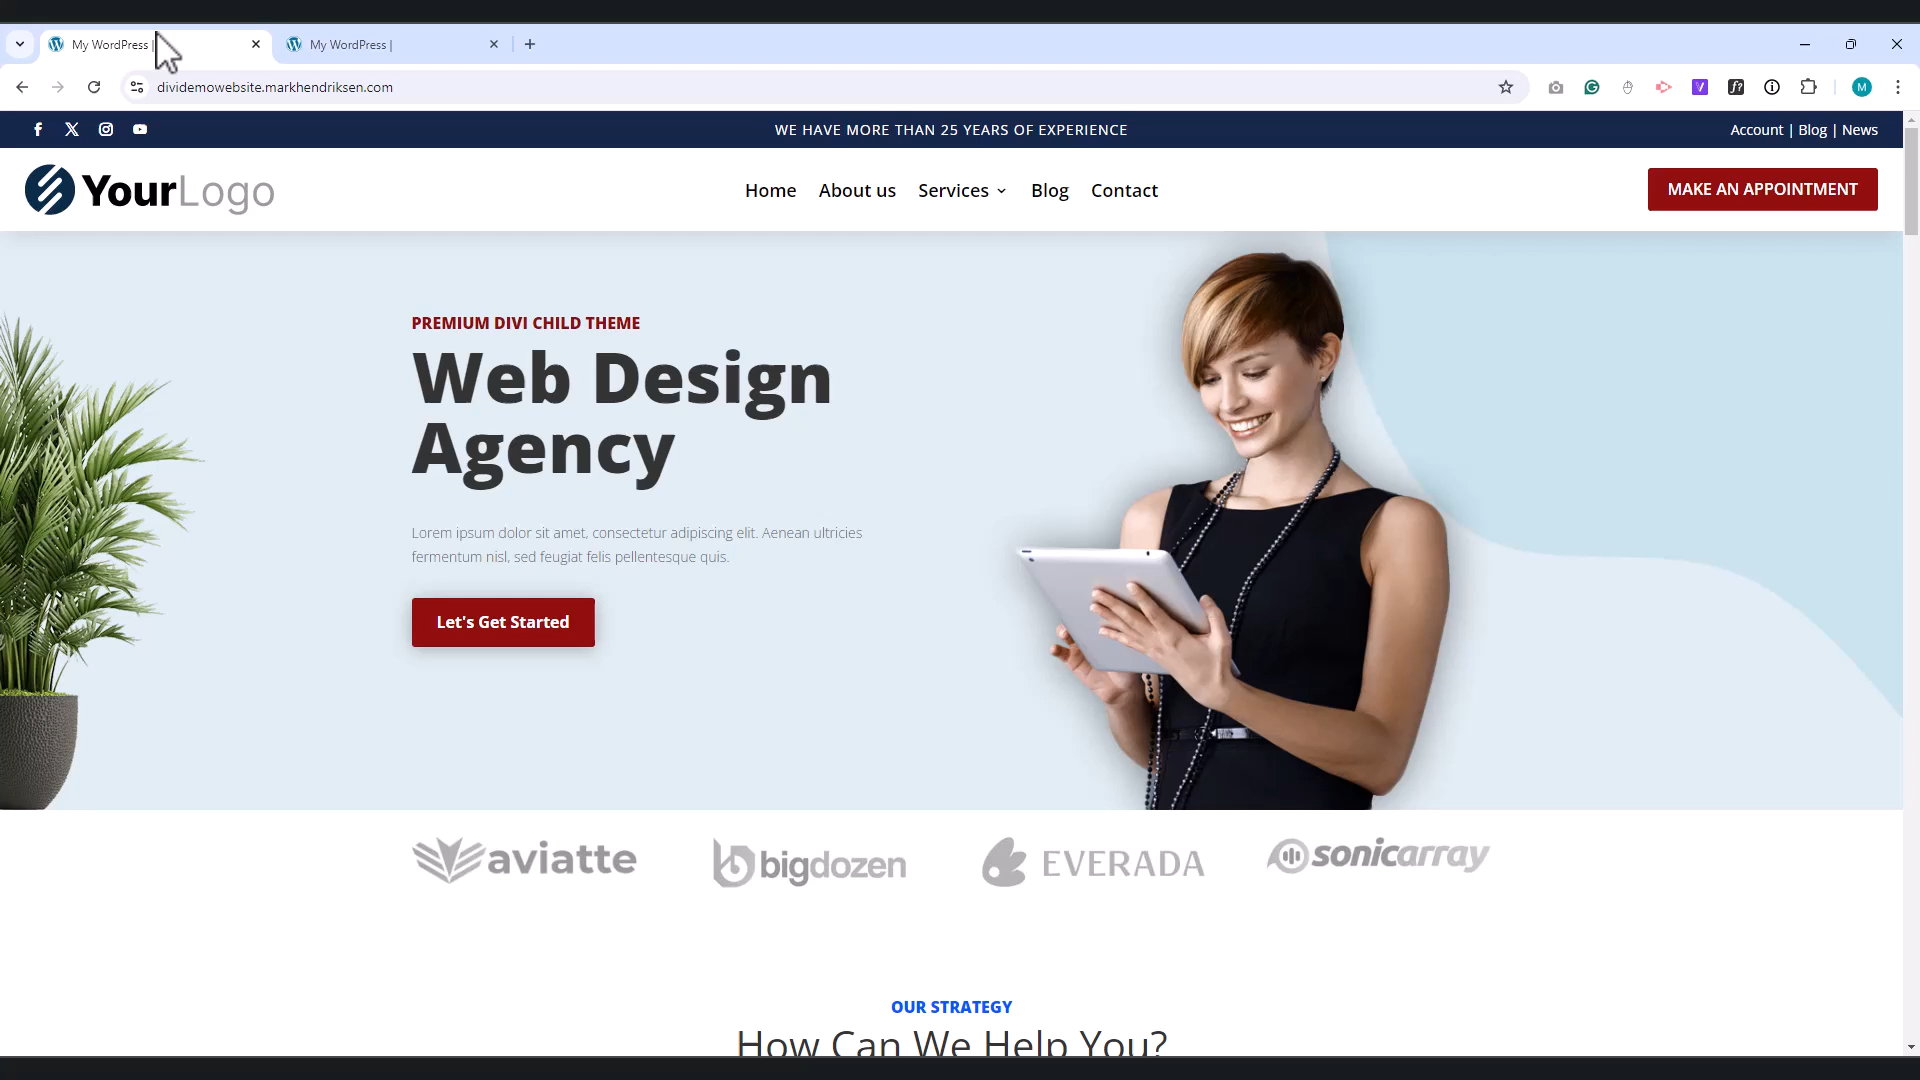 My WordPress |
My WordPress |
dividemowebsite.markhendriksen.com
M
WE HAVE MORE THAN 25 YEARS OF EXPERIENCE
Account | Blog | News
YourLogo
Home
About us
Services
Blog
Contact
MAKE AN APPOINTMENT
PREMIUM DIVI CHILD THEME
Web Design
Agency
Lorem ipsum dolor sit amet, consectetur adipiscing elit. Aenean ultricies
fermentum nisl, sed feugiat felis pellentesque quis.
Let's Get Started
aviatte
bigdozen
EVERADA
sonicarray
OUR STRATEGY
How Can We Help You?